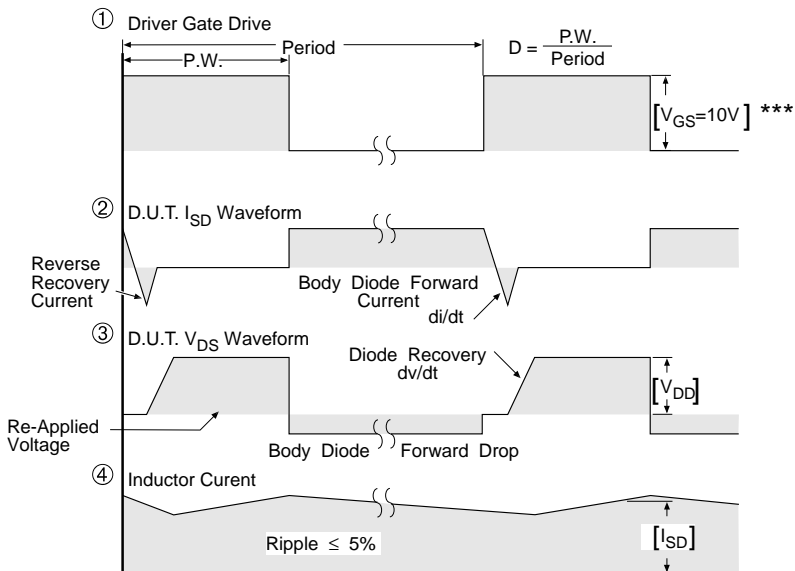 ① Driver Gate Drive
Period
P.W.
D = P.W. / Period
[VGS=10V] ***
② D.U.T. ISD Waveform
Reverse
Recovery
Current
Body Diode Forward
Current
di/dt
③ D.U.T. VDS Waveform
Diode Recovery
dv/dt
[VDD]
Re-Applied
Voltage
Body Diode Forward Drop
④ Inductor Curent
Ripple ≤ 5%
[ISD]